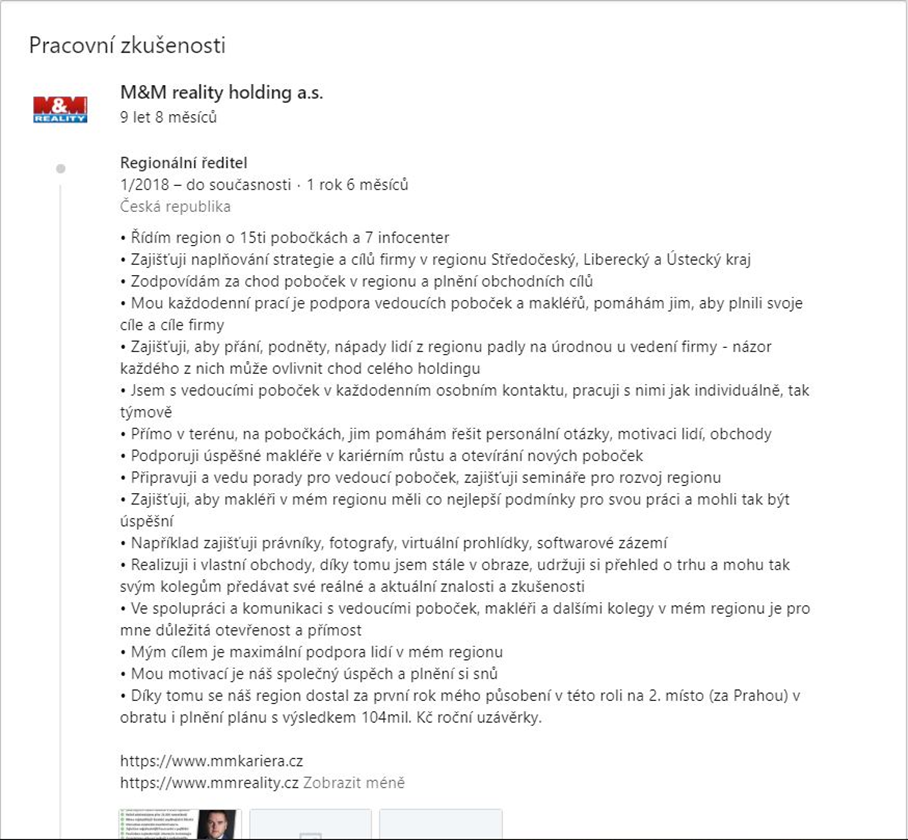 Pracovní zkušenosti
M&M reality holding a.s.
M&M
REALITY
9 let 8 měsíců
Regionální ředitel
1/2018 – do současnosti · 1 rok 6 měsíců
Česká republika
• Řídím region o 15ti pobočkách a 7 infocenter
• Zajišťuji naplňování strategie a cílů firmy v regionu Středočeský, Liberecký a Ústecký kraj
• Zodpovídám za chod poboček v regionu a plnění obchodních cílů
• Mou každodenní prací je podpora vedoucích poboček a makléřů, pomáhám jim, aby plnili svoje
cíle a cíle firmy
• Zajišťuji, aby přání, podněty, nápady lidí z regionu padly na úrodnou u vedení firmy - názor
každého z nich může ovlivnit chod celého holdingu
• Jsem s vedoucími poboček v každodenním osobním kontaktu, pracuji s nimi jak individuálně, tak
týmově
• Přímo v terénu, na pobočkách, jim pomáhám řešit personální otázky, motivaci lidí, obchody
• Podporuji úspěšné makléře v kariérním růstu a otevírání nových poboček
• Připravuji a vedu porady pro vedoucí poboček, zajišťuji semináře pro rozvoj regionu
• Zajišťuji, aby makléři v mém regionu měli co nejlepší podmínky pro svou práci a mohli tak být
úspěšní
• Například zajišťuji právníky, fotografy, virtuální prohlídky, softwarové zázemí
• Realizuji i vlastní obchody, díky tomu jsem stále v obraze, udržuji si přehled o trhu a mohu tak
svým kolegům předávat své reálné a aktuální znalosti a zkušenosti
• Ve spolupráci a komunikaci s vedoucími poboček, makléři a dalšími kolegy v mém regionu je pro
mne důležitá otevřenost a přímost
• Mým cílem je maximální podpora lidí v mém regionu
• Mou motivací je náš společný úspěch a plnění si snů
• Díky tomu se náš region dostal za první rok mého působení v této roli na 2. místo (za Prahou) v
obratu i plnění plánu s výsledkem 104mil. Kč roční uzávěrky.
https://www.mmkariera.cz
https://www.mmreality.cz Zobrazit méně